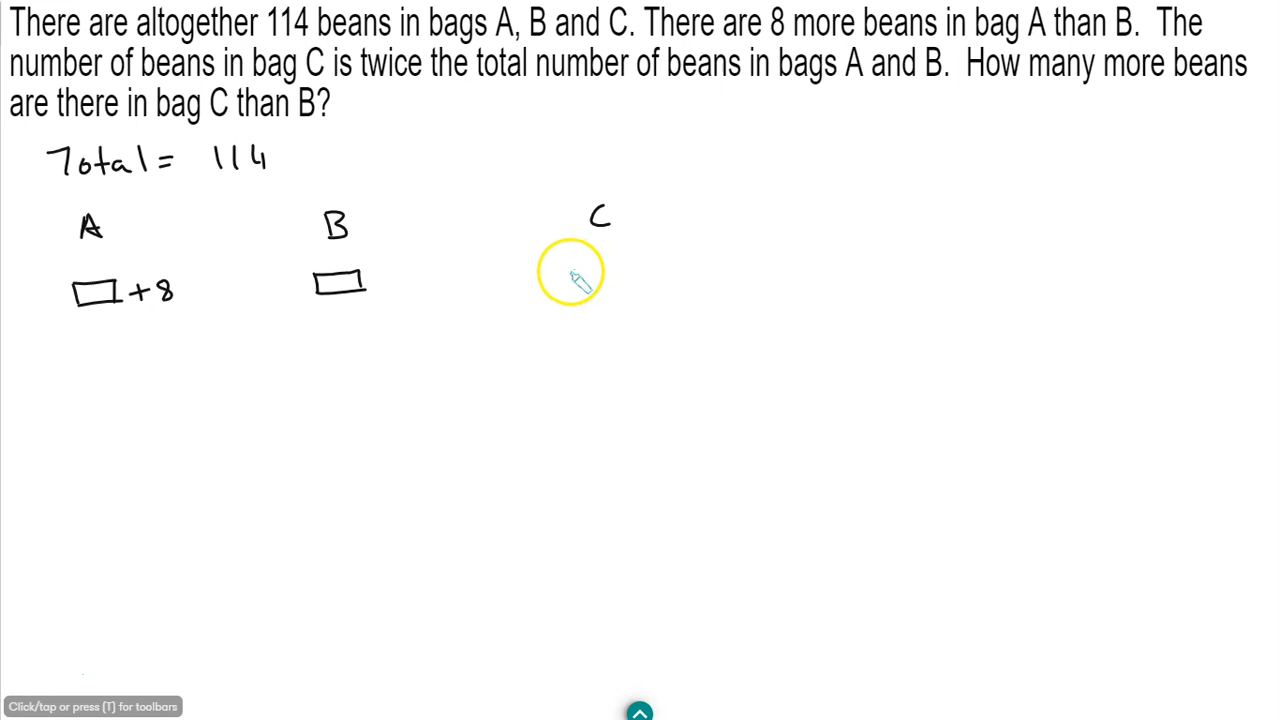 There are altogether 114 beans in bags A, B and C. There are 8 more beans in bag A than B. The
number of beans in bag C is twice the total number of beans in bags A and B. How many more beans
are there in bag C than B?
Total = 114
A B C
+8
Click/tap or press (T) for toolbars